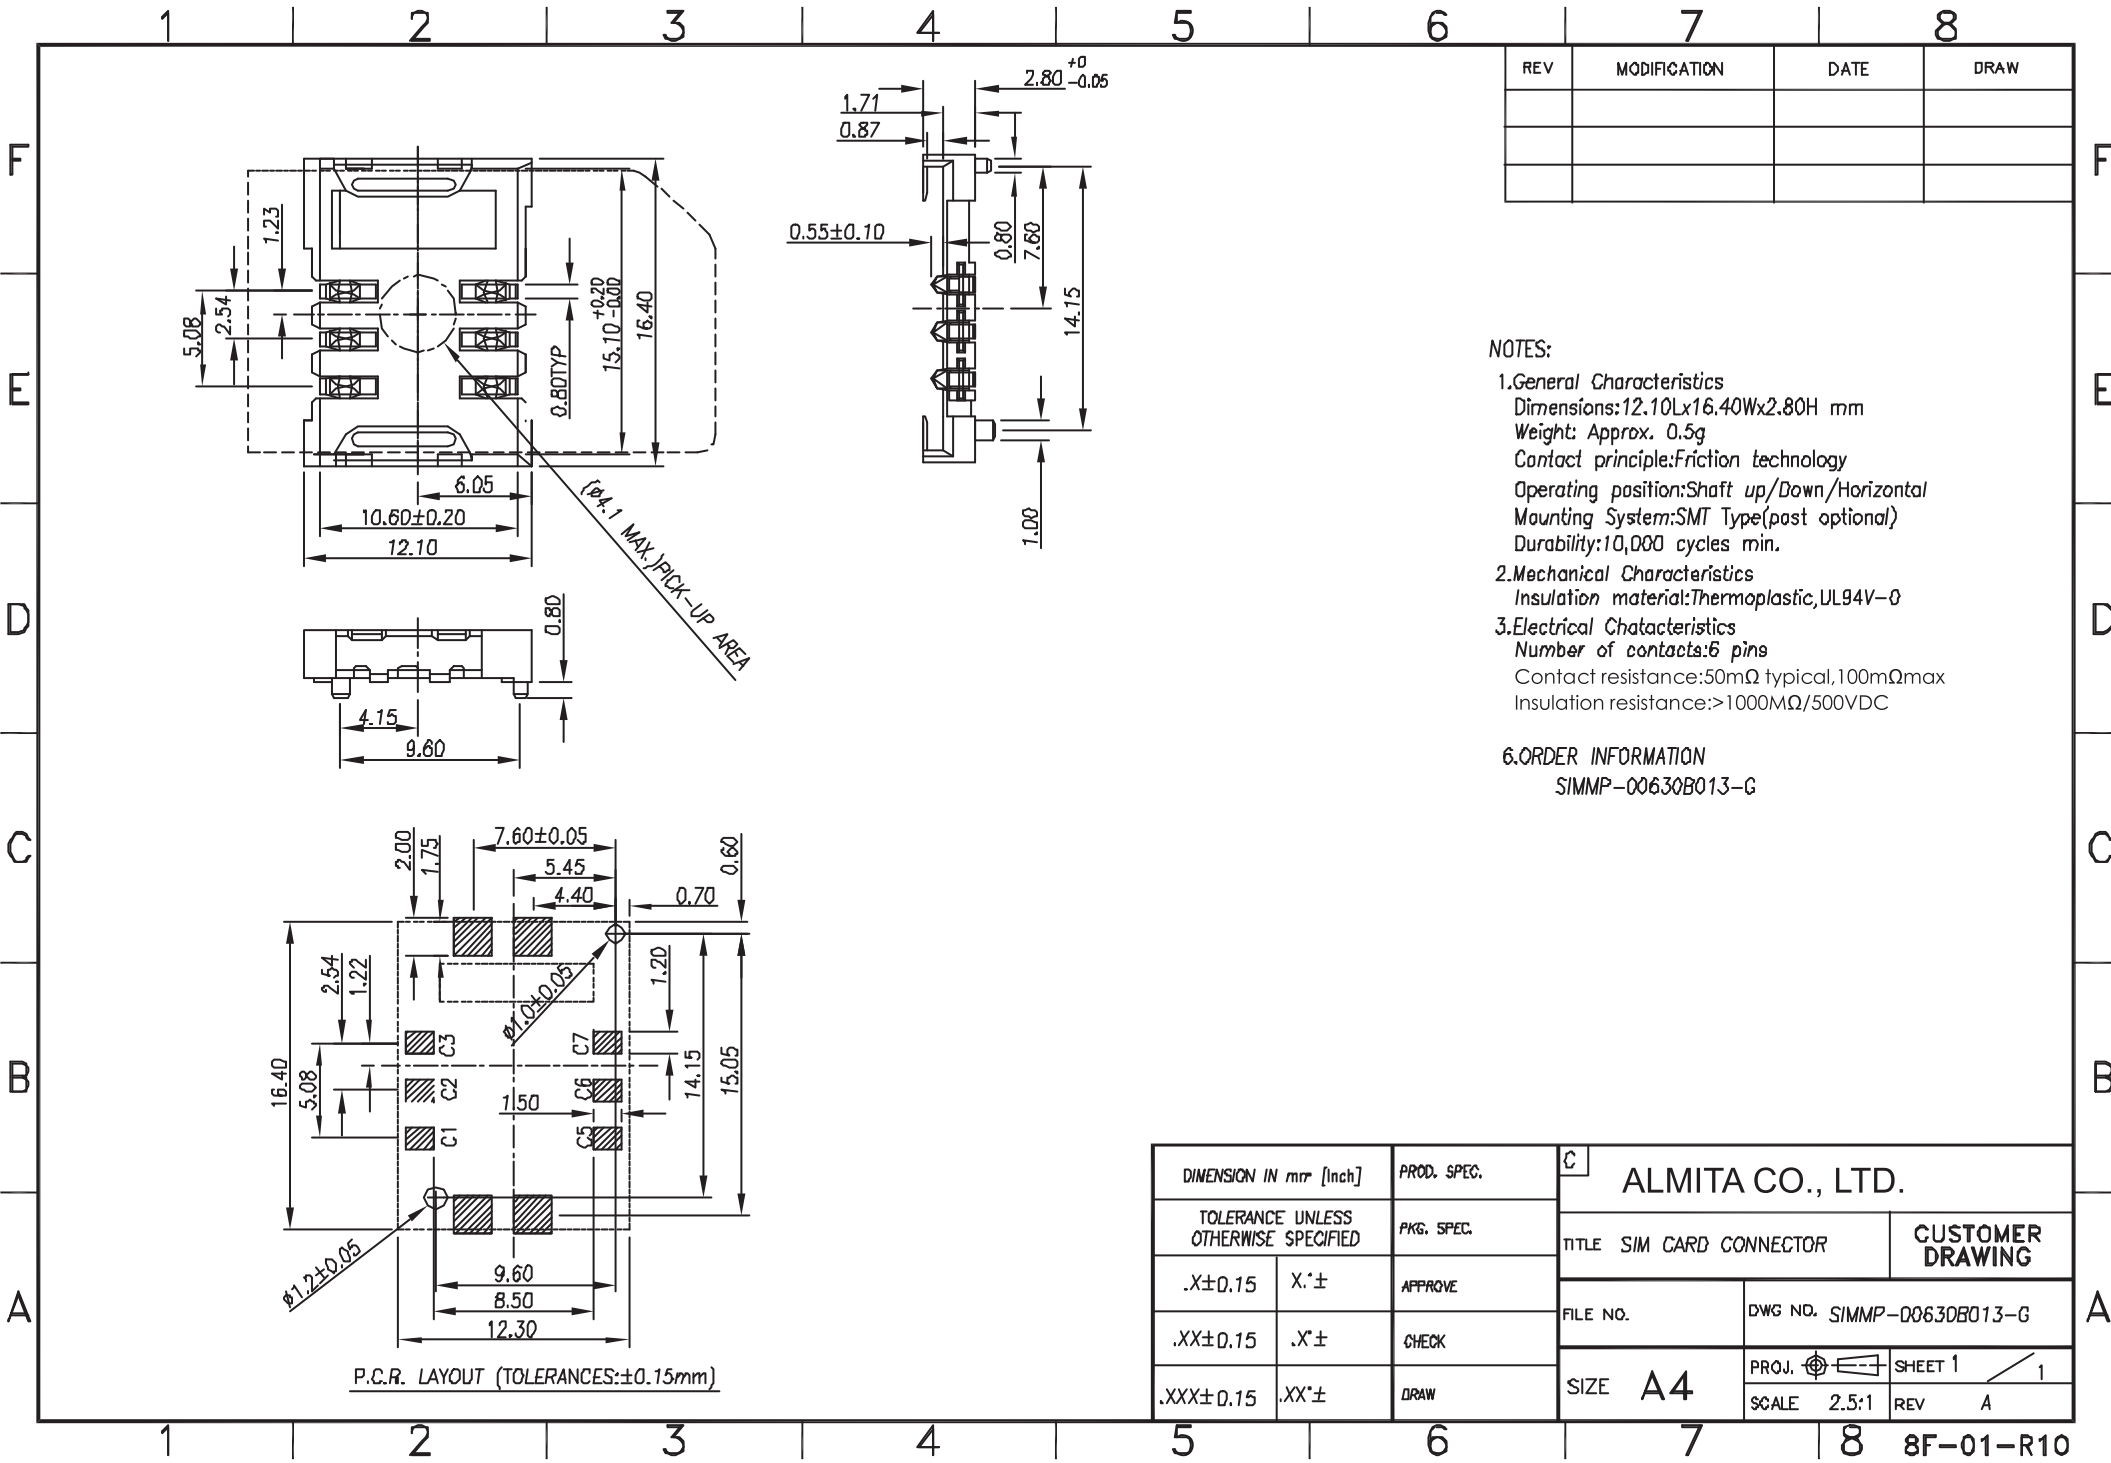 1 2 3 4 5 6 7 8
F F
E E
D D
C C
B B
A A
REV MODIFICATION DATE DRAW
2.80 +0 -0.05
1.71
0.87
0.55±0.10
0.80
7.60
14.15
1.00
1.23
2.54
5.08
0.80TYP
15.10 +0.20 -0.00
16.40
6.05
10.60±0.20
12.10
(ø4.1 MAX.)PICK-UP AREA
0.80
4.15
9.60
NOTES:
1.General Characteristics
Dimensions:12.10Lx16.40Wx2.80H mm
Weight: Approx. 0.5g
Contact principle:Friction technology
Operating position:Shaft up/Down/Horizontal
Mounting System:SMT Type(post optional)
Durability:10,000 cycles min.
2.Mechanical Characteristics
Insulation material:Thermoplastic,UL94V-0
3.Electrical Chatacteristics
Number of contacts:6 pins
Contact resistance:50mΩ typical,100mΩmax
Insulation resistance:>1000MΩ/500VDC
6.ORDER INFORMATION
SIMMP-00630B013-G
7.60±0.05
5.45
4.40
0.70
0.60
2.00
1.75
2.54
1.22
16.40
5.08
ø1.0±0.05
1.20
14.15
15.05
C3 C7
C2 C6
1.50
C1 C5
ø1.2±0.05
9.60
8.50
12.30
P.C.R. LAYOUT (TOLERANCES:±0.15mm)
DIMENSION IN mm [Inch]
TOLERANCE UNLESS
OTHERWISE SPECIFIED
.X±0.15 X.°±
.XX±0.15 .X°±
.XXX±0.15 .XX°±
PROD. SPEC.
PKG. SPEC.
APPROVE
CHECK
DRAW
C
ALMITA CO., LTD.
TITLE SIM CARD CONNECTOR
CUSTOMER
DRAWING
FILE NO.
DWG NO. SIMMP-00630B013-G
SIZE A4
PROJ.
SHEET 1 / 1
SCALE 2.5:1
REV A
1 2 3 4 5 6 7 8
8F-01-R10